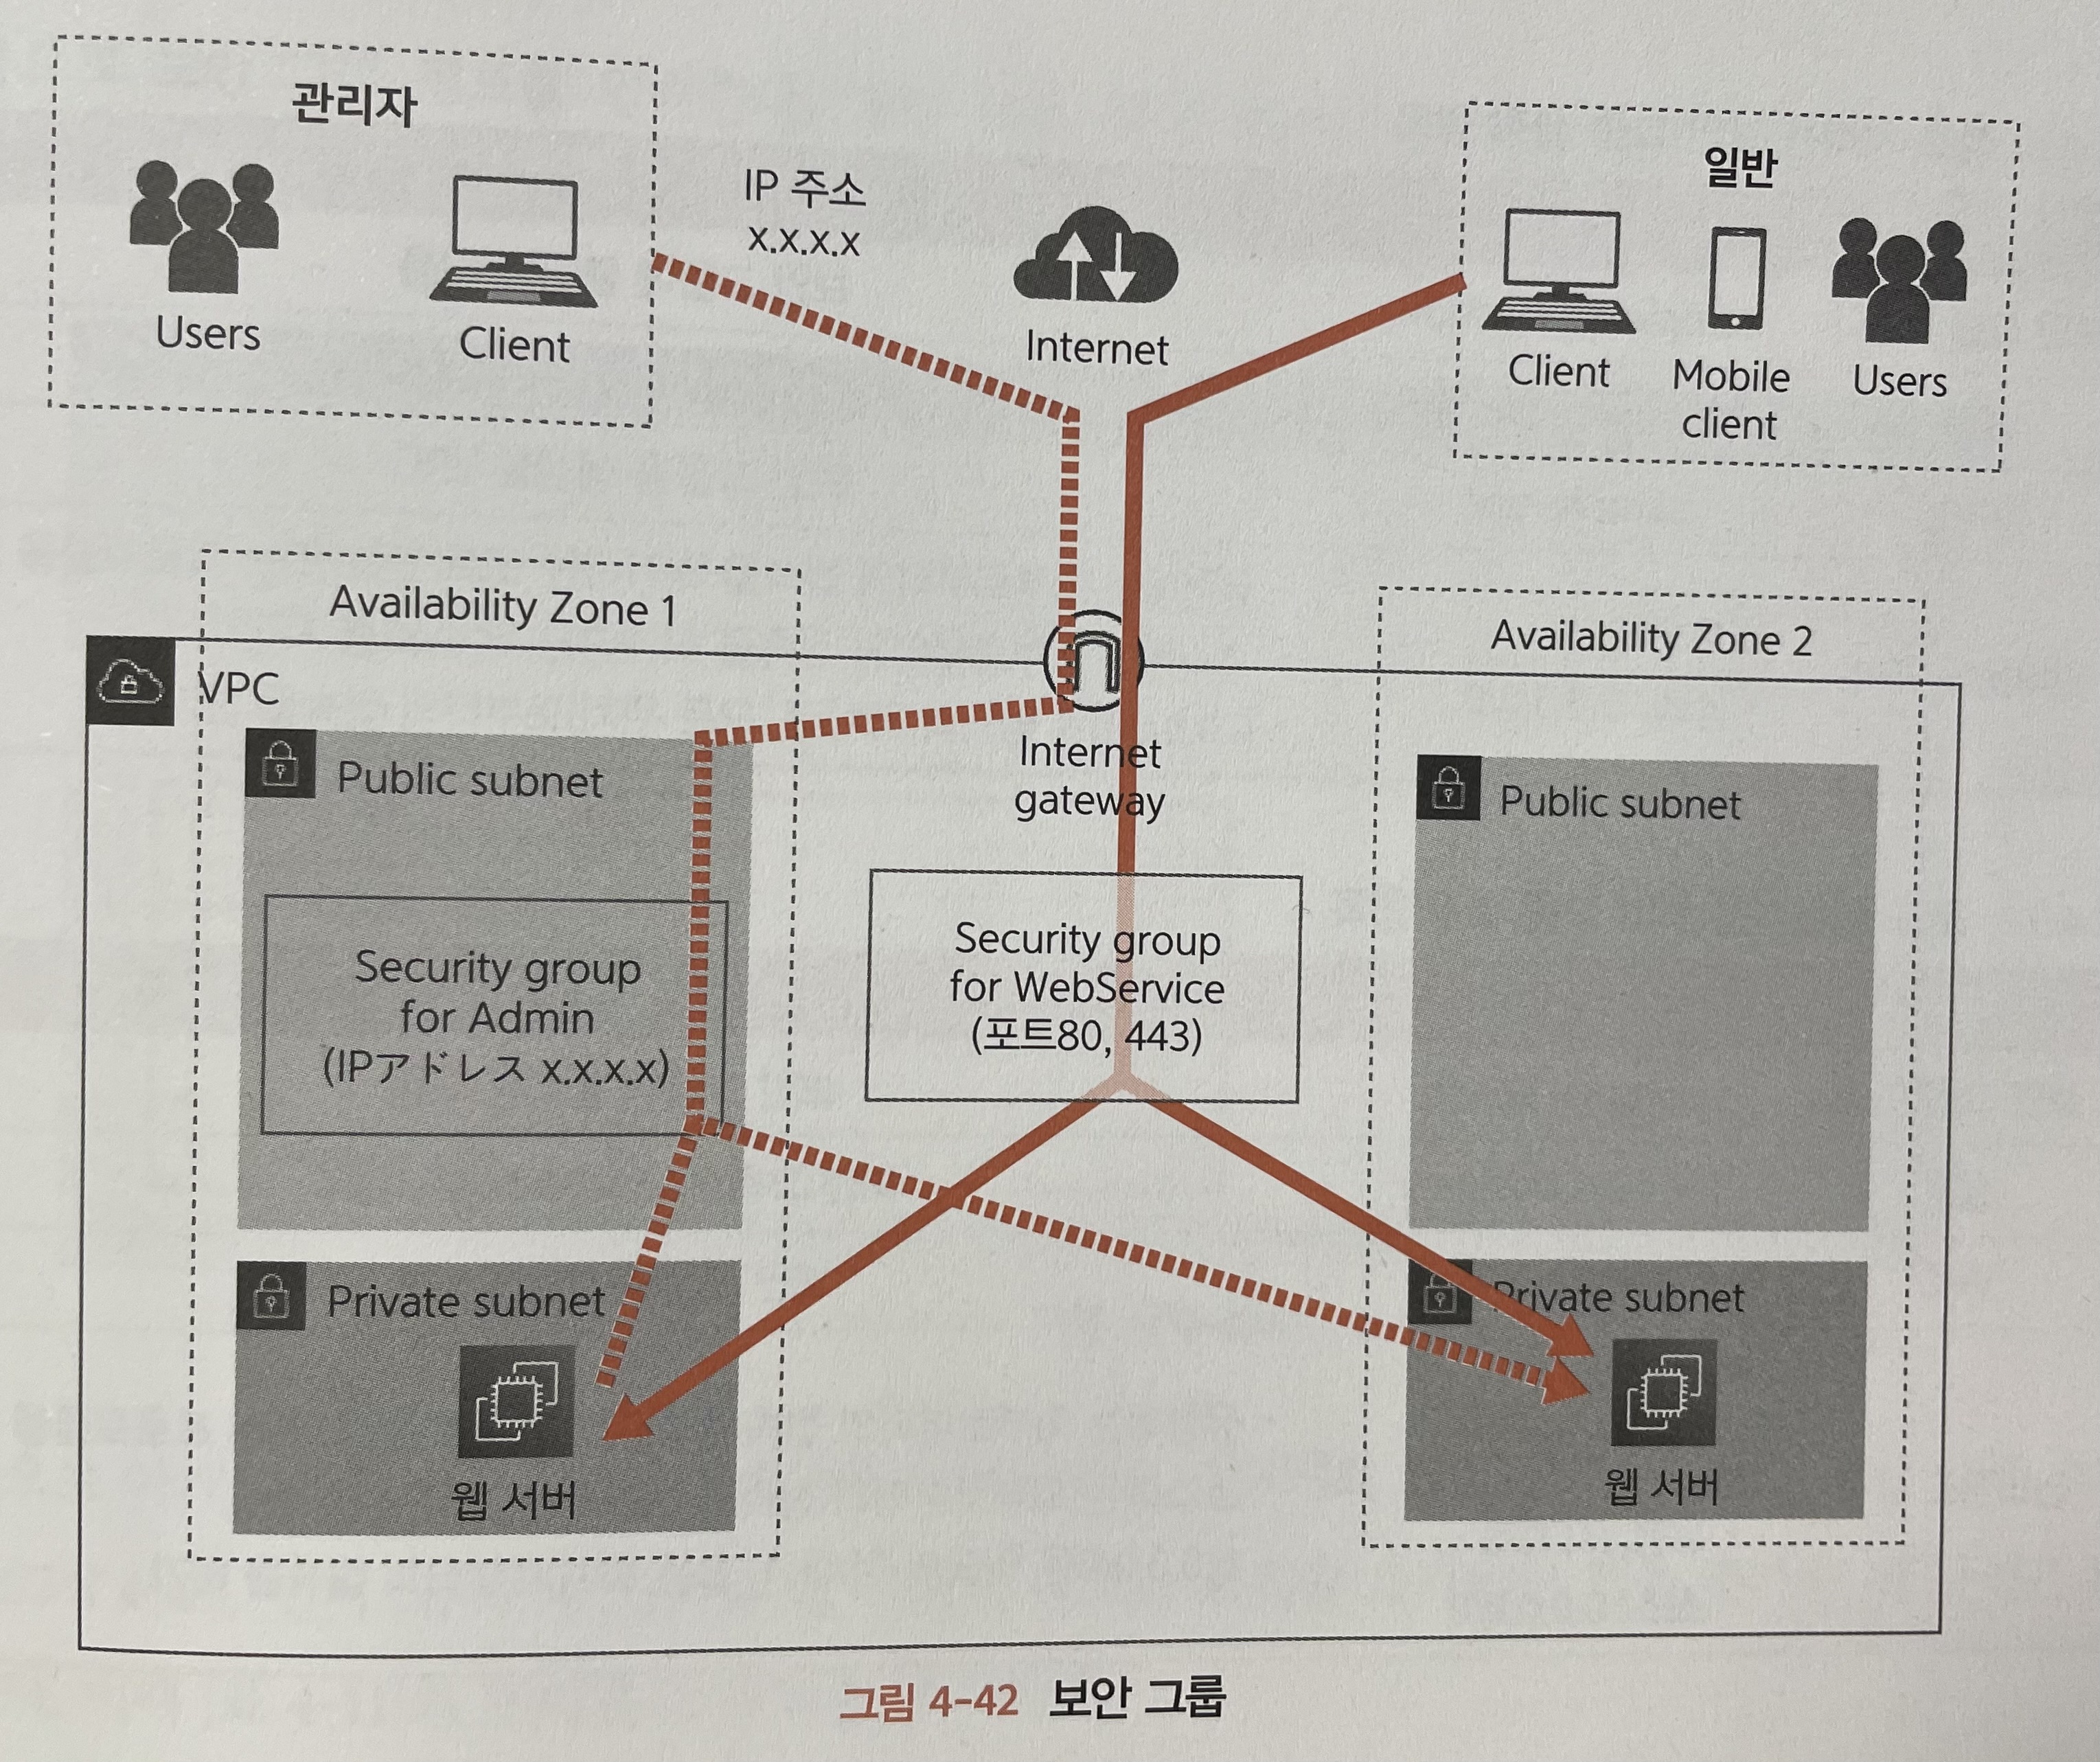 관리자
Users
Client
IP 주소
x.x.x.x
Internet
일반
Client
Mobile
client
Users
Availability Zone 1
Availability Zone 2
VPC
Internet
gateway
Public subnet
Security group
for Admin
(IPアドレス x.x.x.x)
Security group
for WebService
(포트80, 443)
Public subnet
Private subnet
웹 서버
Private subnet
웹 서버
그림 4-42 보안 그룹